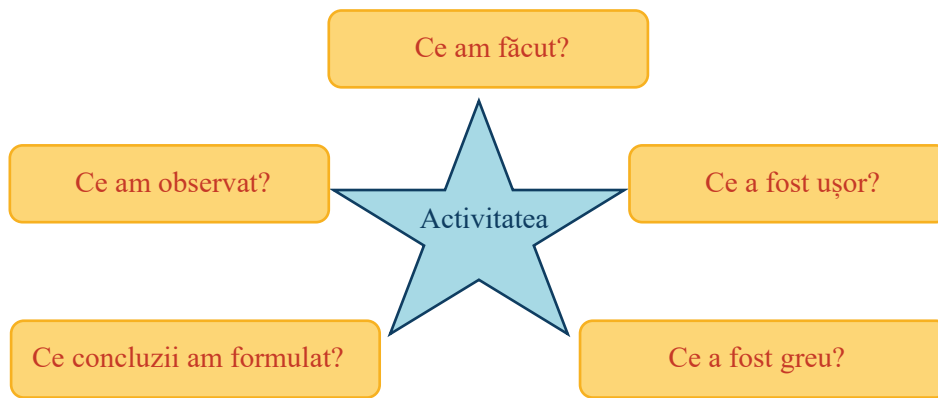 Ce am făcut?
Ce am observat?
Ce a fost ușor?
Activitatea
Ce concluzii am formulat?
Ce a fost greu?